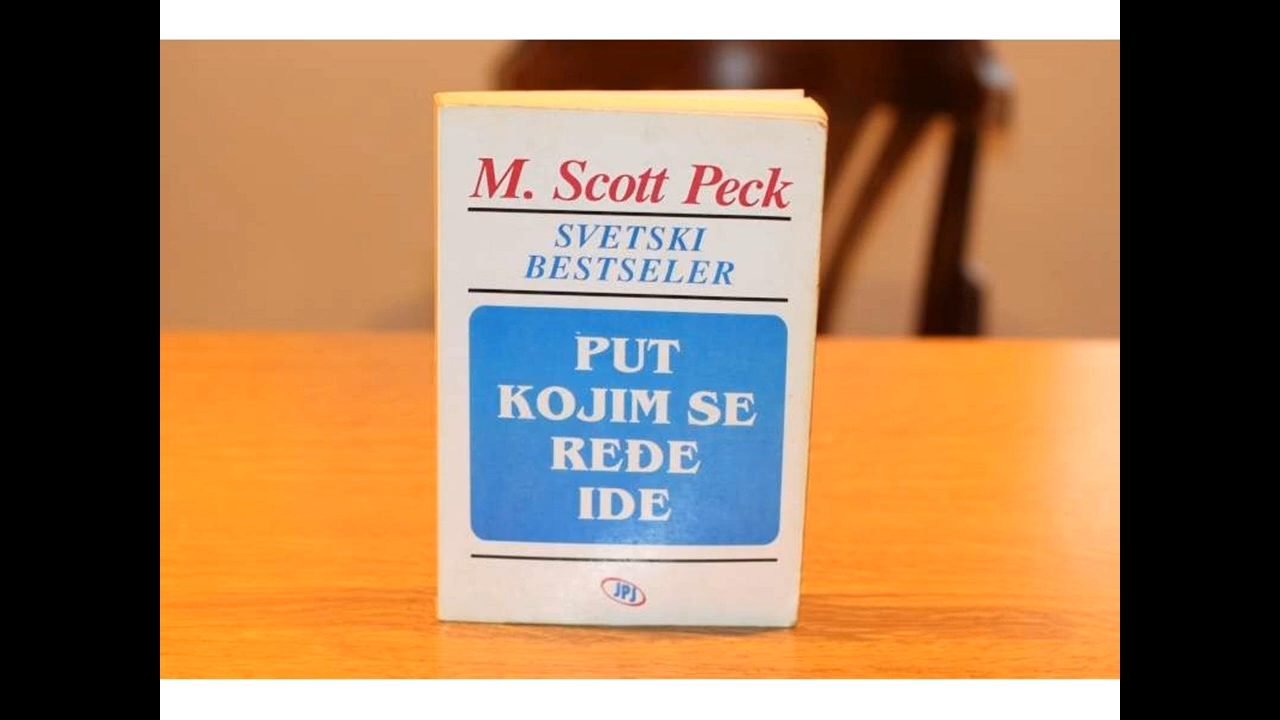 M. Scott Peck
SVETSKI
BESTSELER
PUT
KOJIM SE
REĐE
IDE
JPJ